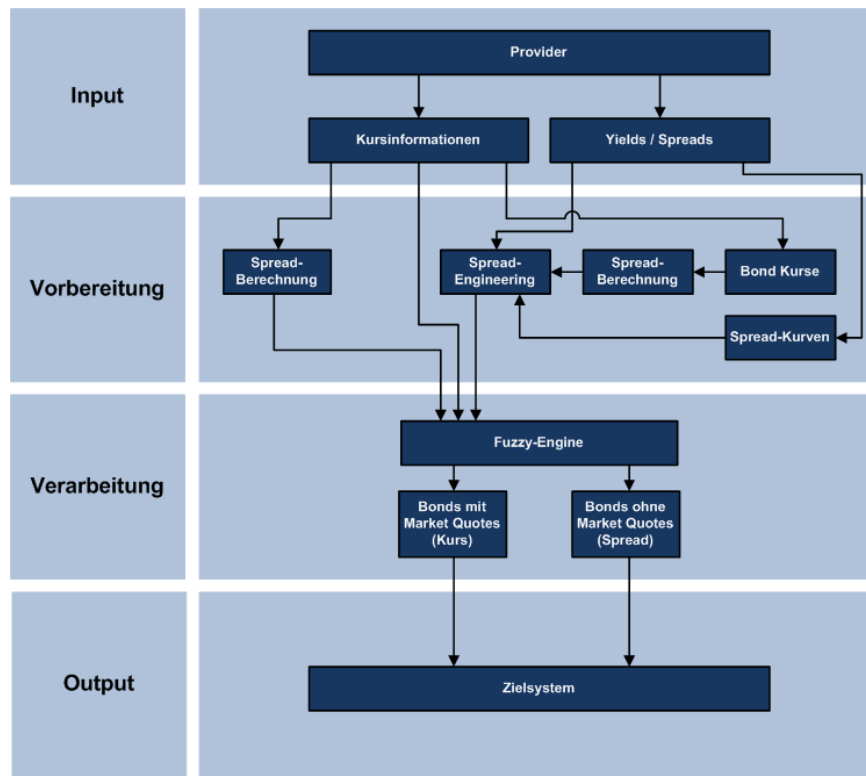 Input
Provider
Kursinformationen
Yields / Spreads
Vorbereitung
Spread-
Berechnung
Spread-
Engineering
Spread-
Berechnung
Bond Kurse
Spread-Kurven
Verarbeitung
Fuzzy-Engine
Bonds mit
Market Quotes
(Kurs)
Bonds ohne
Market Quotes
(Spread)
Output
Zielsystem